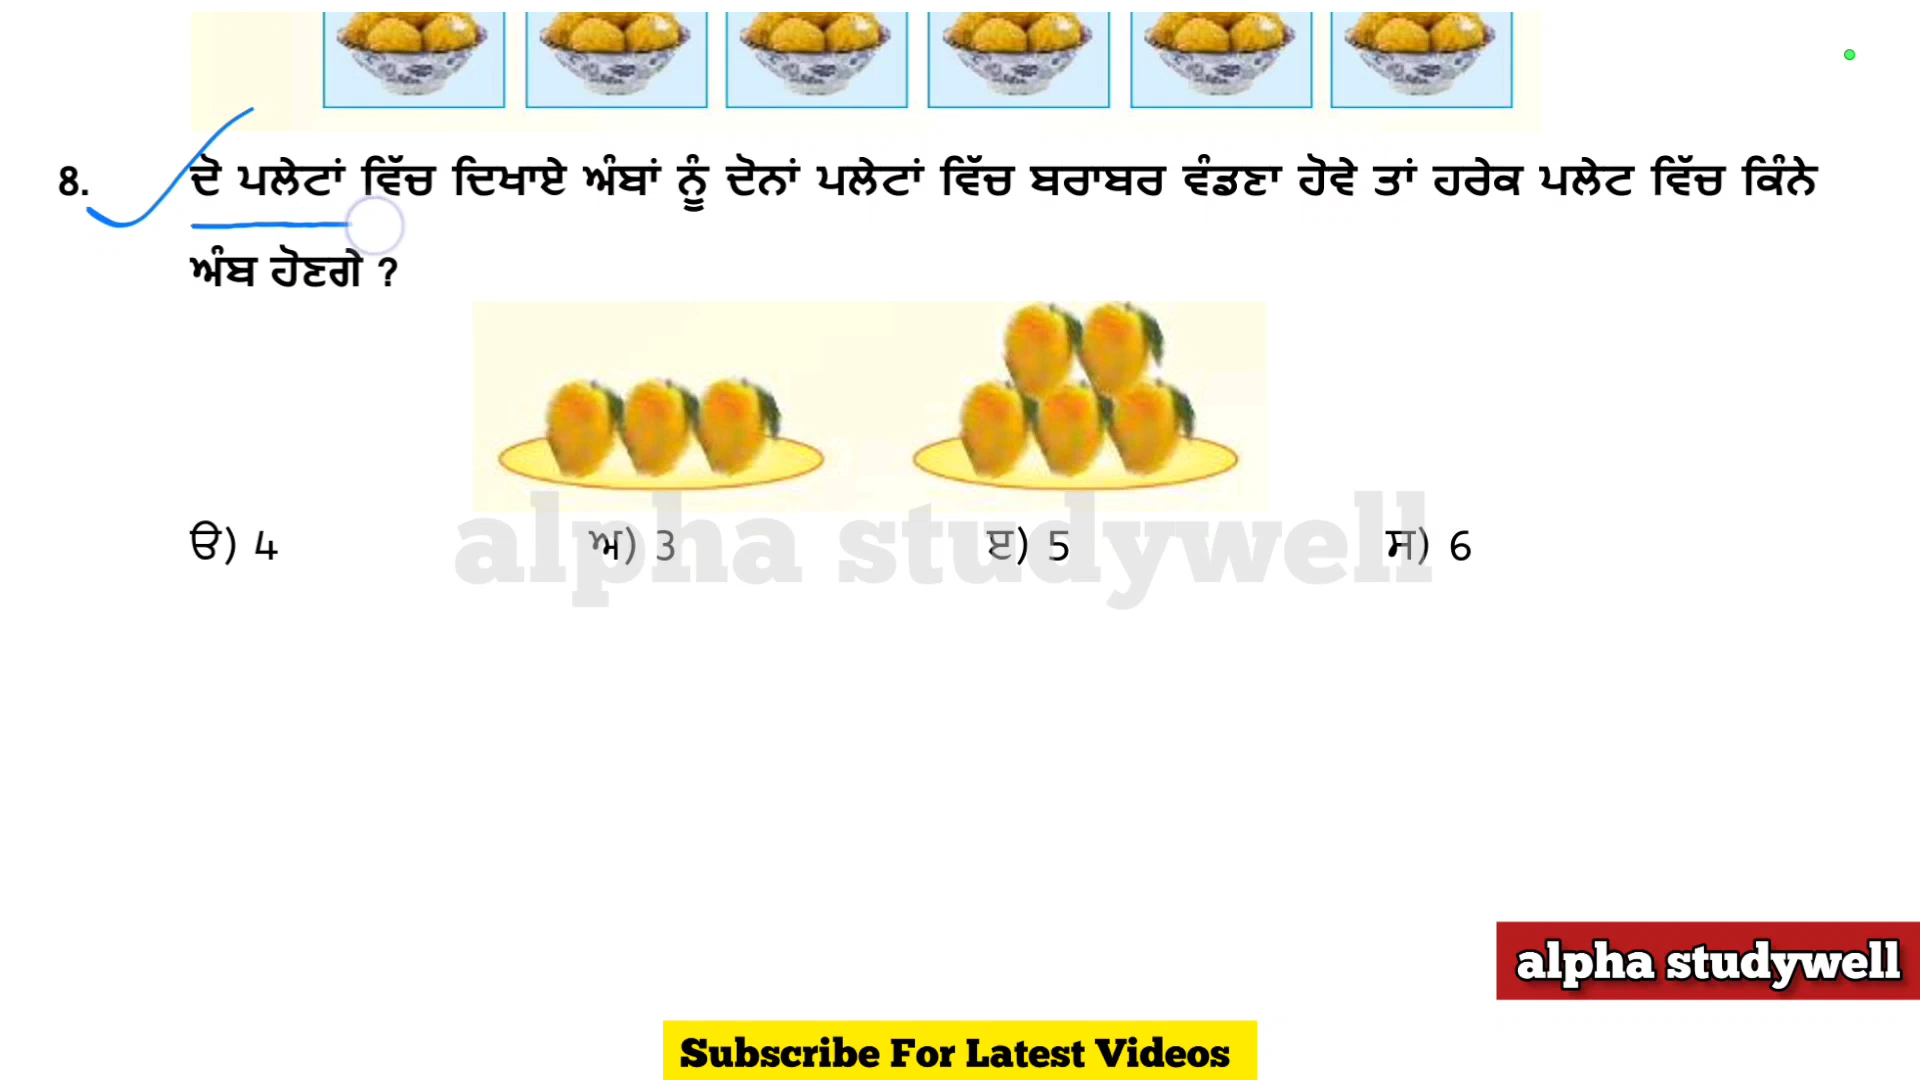 8. ਦੋ ਪਲੇਟਾਂ ਵਿੱਚ ਦਿਖਾਏ ਅੰਬਾਂ ਨੂੰ ਦੋਨਾਂ ਪਲੇਟਾਂ ਵਿੱਚ ਬਰਾਬਰ ਵੰਡਣਾ ਹੋਵੇ ਤਾਂ ਹਰੇਕ ਪਲੇਟ ਵਿੱਚ ਕਿੰਨੇ
ਅੰਬ ਹੋਣਗੇ ?
ੳ) 4 ਅ) 3 ੲ) 5 ਸ) 6
alpha studywell
alpha studywell
Subscribe For Latest Videos